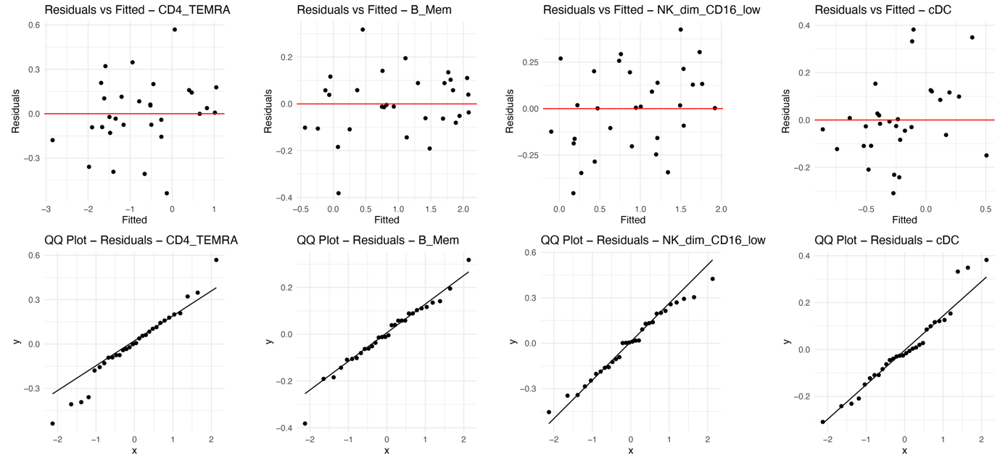 Residuals vs Fitted − CD4_TEMRA
0.6
0.3
0.0
−0.3
Residuals
−3 −2 −1 0 1
Fitted
Residuals vs Fitted − B_Mem
0.2
0.0
−0.2
−0.4
Residuals
−0.5 0.0 0.5 1.0 1.5 2.0
Fitted
Residuals vs Fitted − NK_dim_CD16_low
0.25
0.00
−0.25
Residuals
0.0 0.5 1.0 1.5 2.0
Fitted
Residuals vs Fitted − cDC
0.4
0.2
0.0
−0.2
Residuals
−0.5 0.0 0.5
Fitted
QQ Plot − Residuals − CD4_TEMRA
0.6
0.3
0.0
−0.3
y
−2 −1 0 1 2
x
QQ Plot − Residuals − B_Mem
0.2
0.0
−0.2
−0.4
y
−2 −1 0 1 2
x
QQ Plot − Residuals − NK_dim_CD16_low
0.6
0.3
0.0
−0.3
y
−2 −1 0 1 2
x
QQ Plot − Residuals − cDC
0.4
0.2
0.0
−0.2
y
−2 −1 0 1 2
x